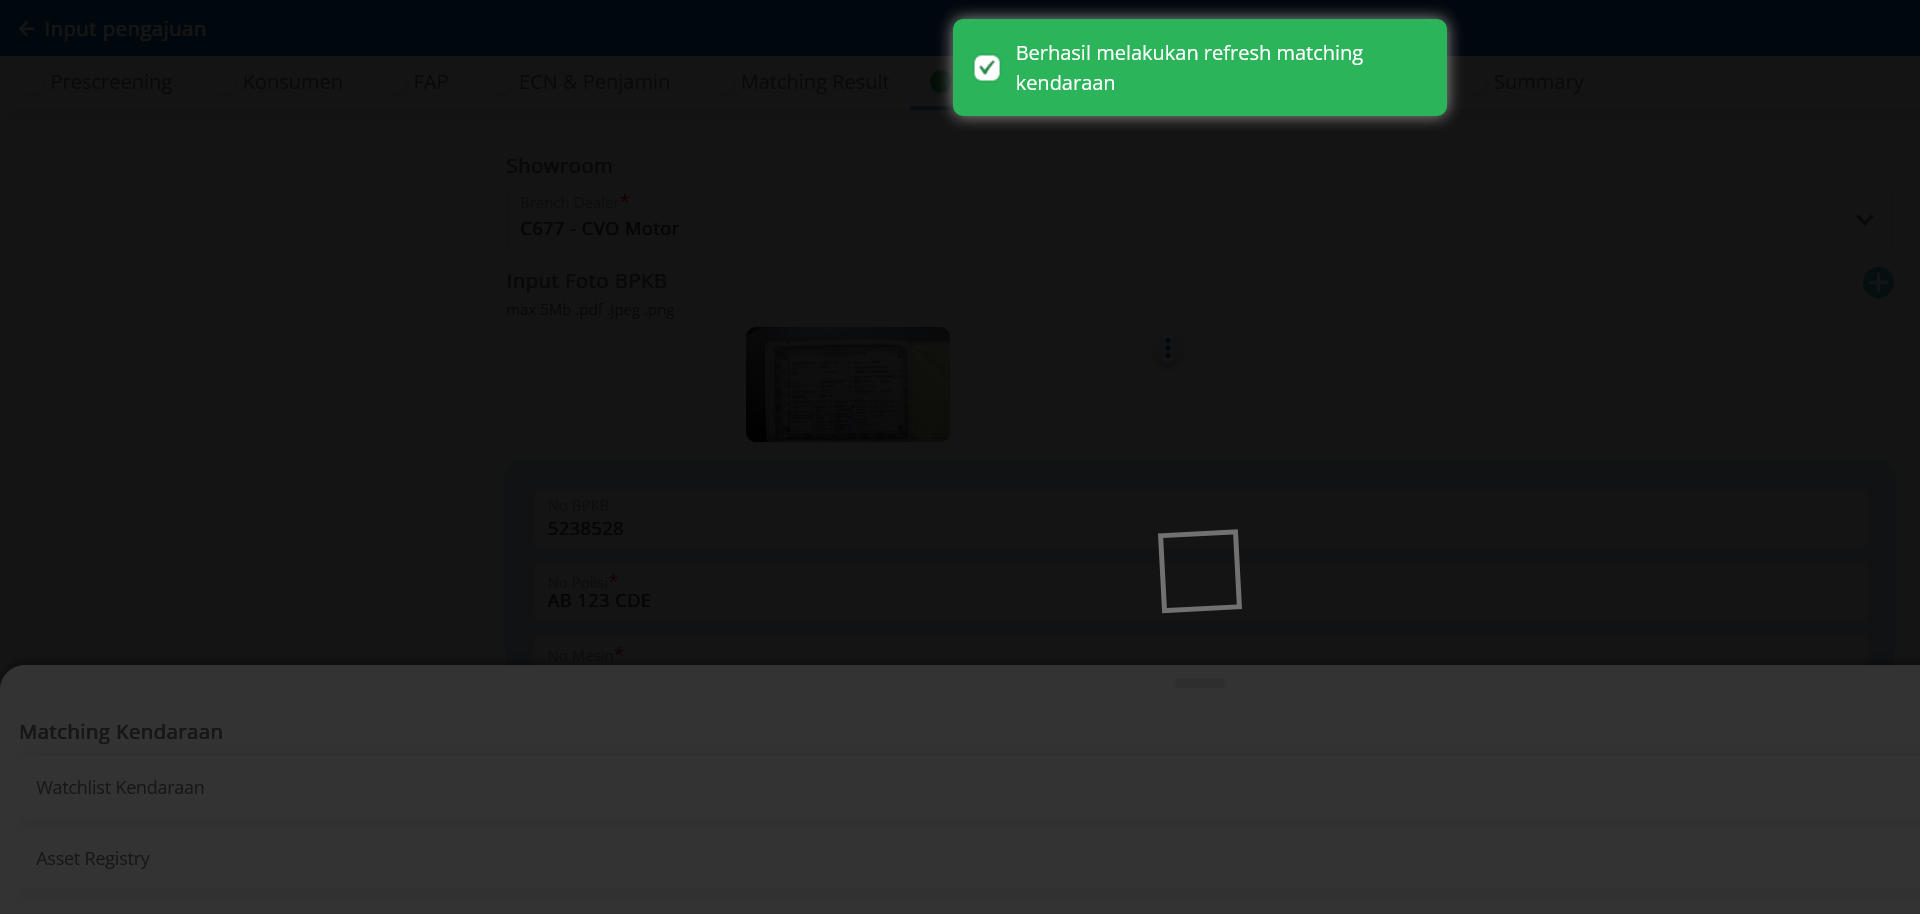 Input pengajuan
Berhasil melakukan refresh matching
kendaraan
Prescreening
Konsumen
FAP
ECN & Penjamin
Matching Result
Summary
Showroom
Branch Dealer*
C677 - CVO Motor
Input Foto BPKB
max 5Mb .pdf .jpeg .png
No BPKB
5238528
No Polisi*
AB 123 CDE
No Mesin*
Matching Kendaraan
Watchlist Kendaraan
Asset Registry